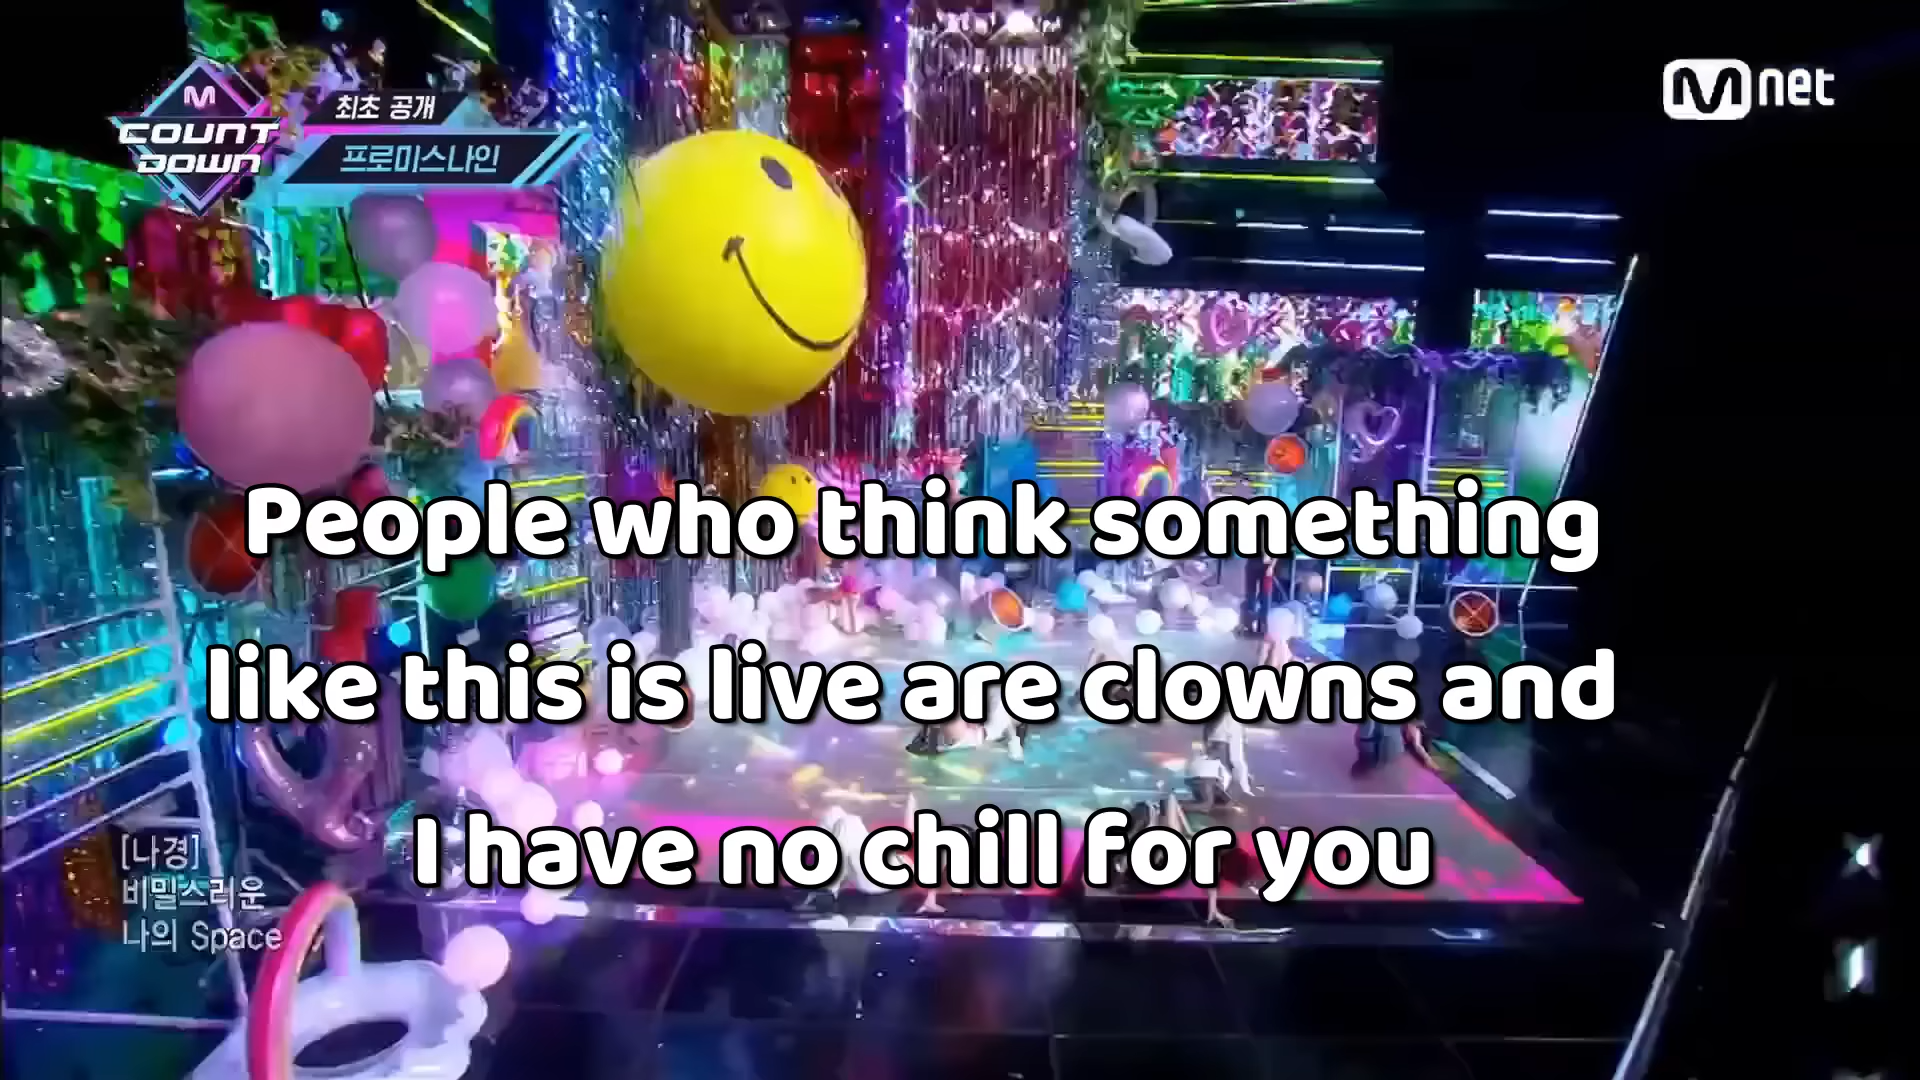 M
COUNT
DOWN
최초 공개
프로미스나인
Mnet
People who think something
like this is live are clowns and
I have no chill for you
[나경]
비밀스러운
나의 Space